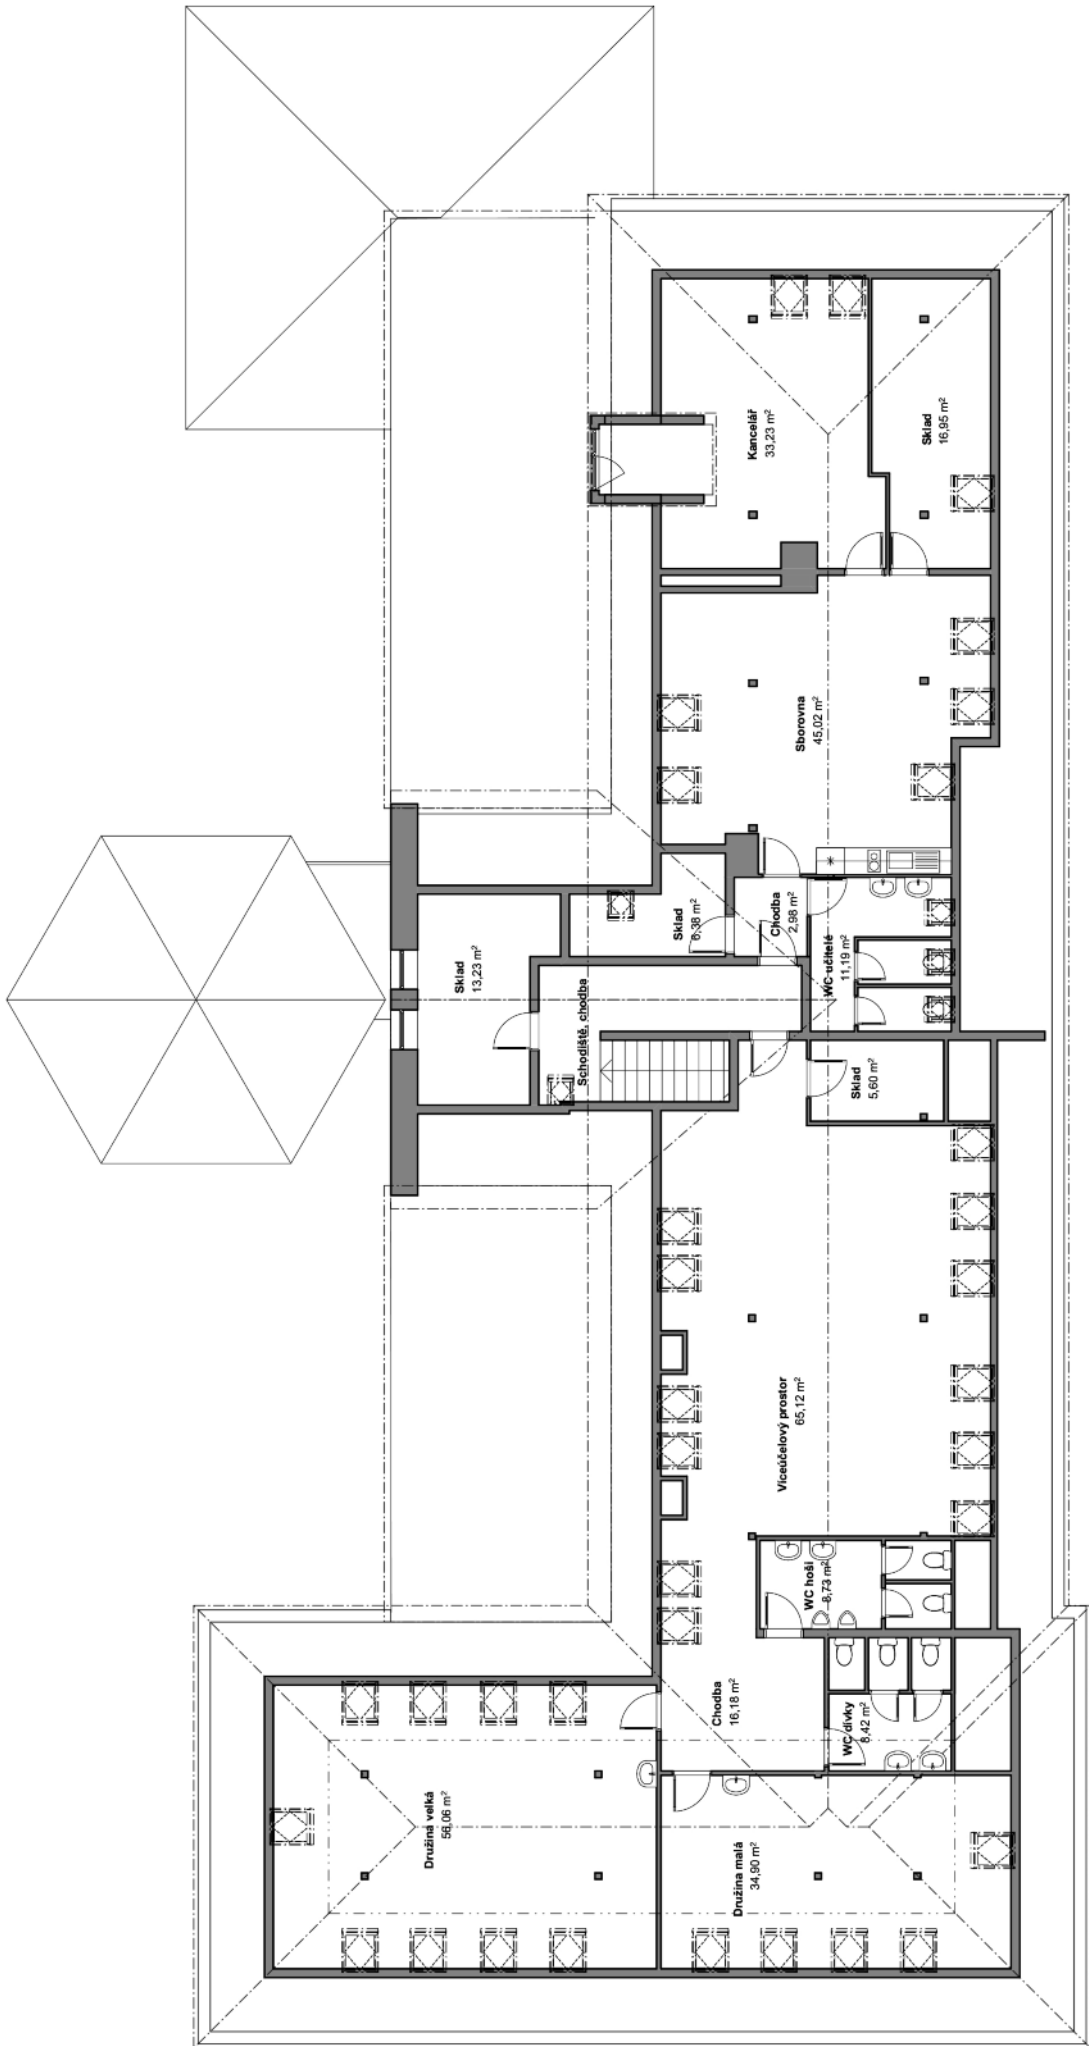 Kancelář
33,23 m²
Sklad
16,95 m²
Sborovna
45,02 m²
Sklad
6,38 m²
Chodba
2,98 m²
WC učitelé
11,19 m²
Sklad
13,23 m²
Schodiště, chodba
Sklad
5,60 m²
Víceúčelový prostor
65,12 m²
WC hoši
8,73 m²
Chodba
16,18 m²
WC dívky
8,42 m²
Družina velká
56,06 m²
Družina malá
34,90 m²